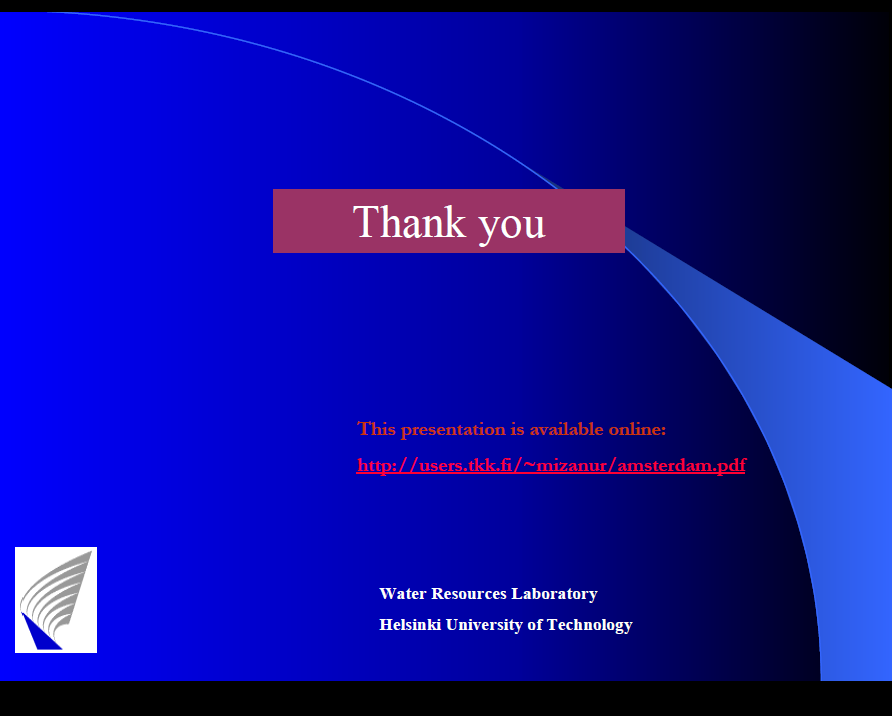 Thank you
This presentation is available online:
http://users.tkk.fi/~mizanur/amsterdam.pdf
Water Resources Laboratory
Helsinki University of Technology